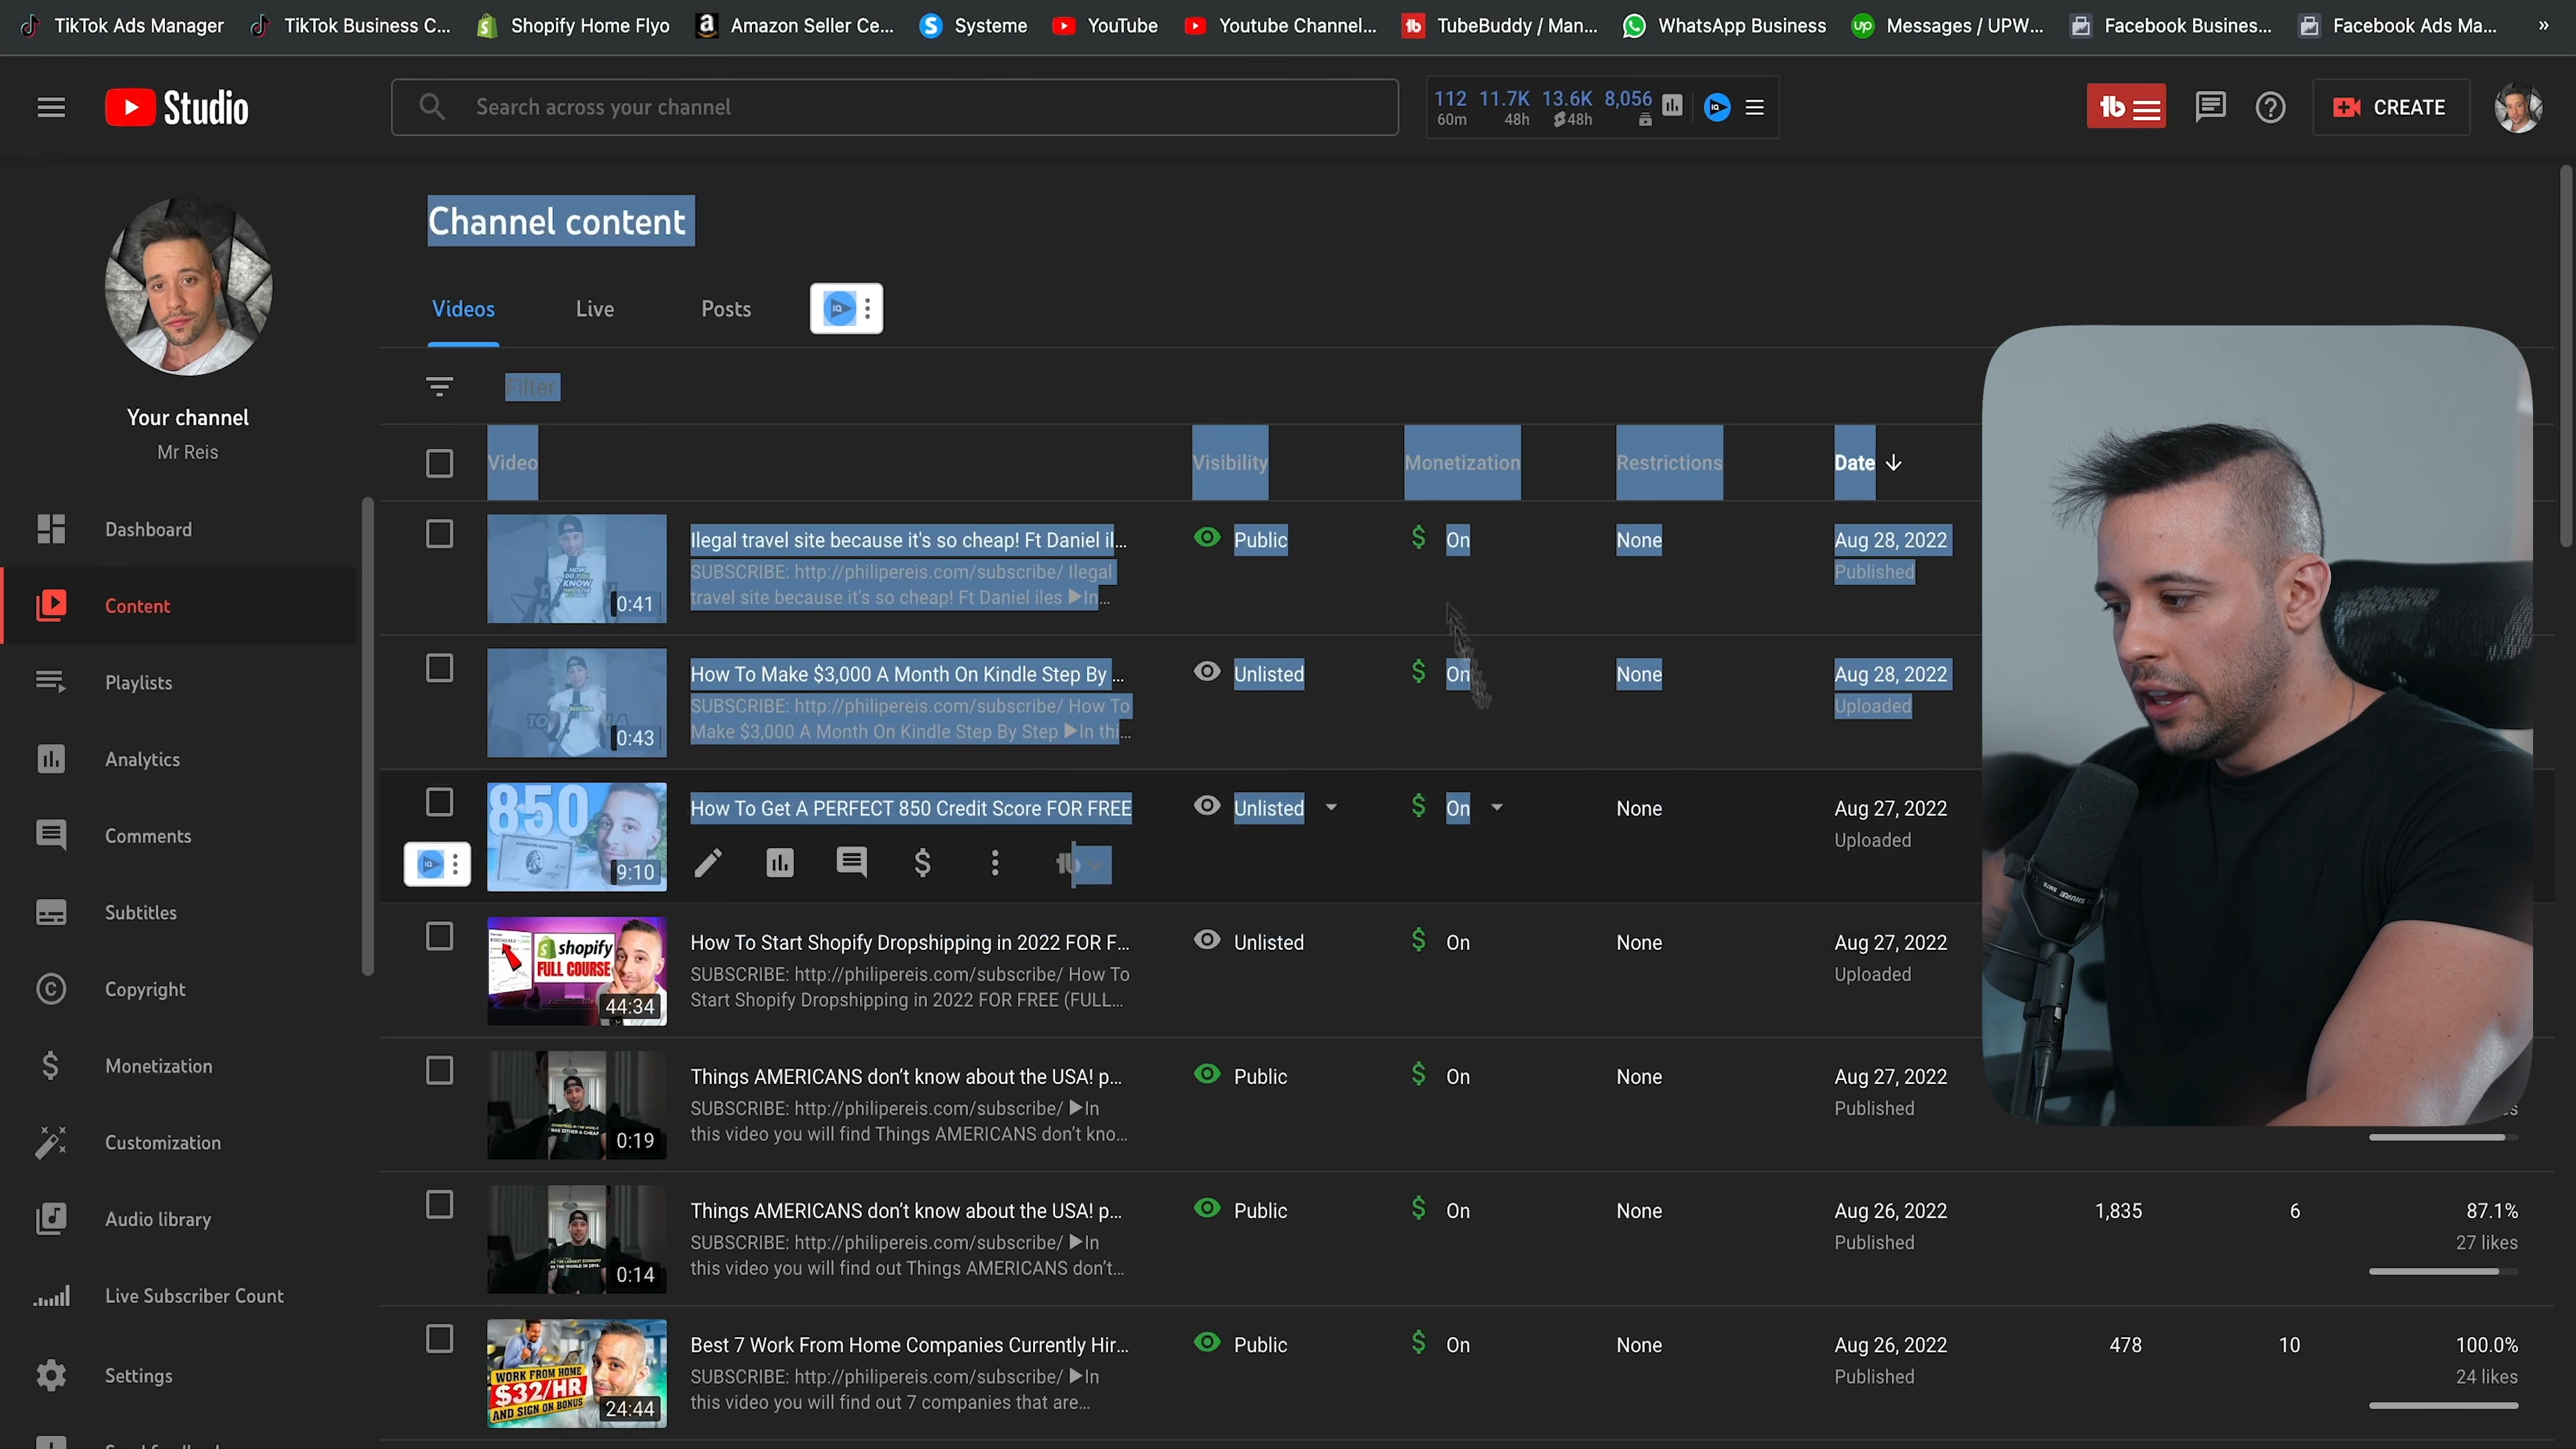 TikTok Ads Manager TikTok Business C... Shopify Home Flyo Amazon Seller Ce... Systeme YouTube Youtube Channel... TubeBuddy / Man... WhatsApp Business Messages / UPW... Facebook Busines... Facebook Ads Ma... »
Studio
Search across your channel
112 11.7K 13.6K 8,056
60m 48h 48h
CREATE
Channel content
Videos Live Posts
Filter
Your channel
Mr Reis
Dashboard
Content
Playlists
Analytics
Comments
Subtitles
Copyright
Monetization
Customization
Audio library
Live Subscriber Count
Settings
Video Visibility Monetization Restrictions Date
Ilegal travel site because it's so cheap! Ft Daniel il... Public On None Aug 28, 2022
SUBSCRIBE: http://philipereis.com/subscribe/ Ilegal Published
travel site because it's so cheap! Ft Daniel iles ▶In...
0:41
How To Make $3,000 A Month On Kindle Step By ... Unlisted On None Aug 28, 2022
SUBSCRIBE: http://philipereis.com/subscribe/ How To Uploaded
Make $3,000 A Month On Kindle Step By Step ▶In thi...
0:43
850
How To Get A PERFECT 850 Credit Score FOR FREE Unlisted On None Aug 27, 2022
Uploaded
9:10
shopify
FULL COURSE
44:34
How To Start Shopify Dropshipping in 2022 FOR F... Unlisted On None Aug 27, 2022
SUBSCRIBE: http://philipereis.com/subscribe/ How To Uploaded
Start Shopify Dropshipping in 2022 FOR FREE (FULL...
Things AMERICANS don't know about the USA! p... Public On None Aug 27, 2022
SUBSCRIBE: http://philipereis.com/subscribe/ ▶In Published
this video you will find Things AMERICANS don't kno...
0:19
Things AMERICANS don't know about the USA! p... Public On None Aug 26, 2022 1,835 6 87.1%
SUBSCRIBE: http://philipereis.com/subscribe/ ▶In Published 27 likes
this video you will find out Things AMERICANS don't...
0:14
Best 7 Work From Home Companies Currently Hir... Public On None Aug 26, 2022 478 10 100.0%
SUBSCRIBE: http://philipereis.com/subscribe/ ▶In Published 24 likes
this video you will find out 7 companies that are...
WORK FROM HOME
$32/HR
AND SIGN ON BONUS
24:44